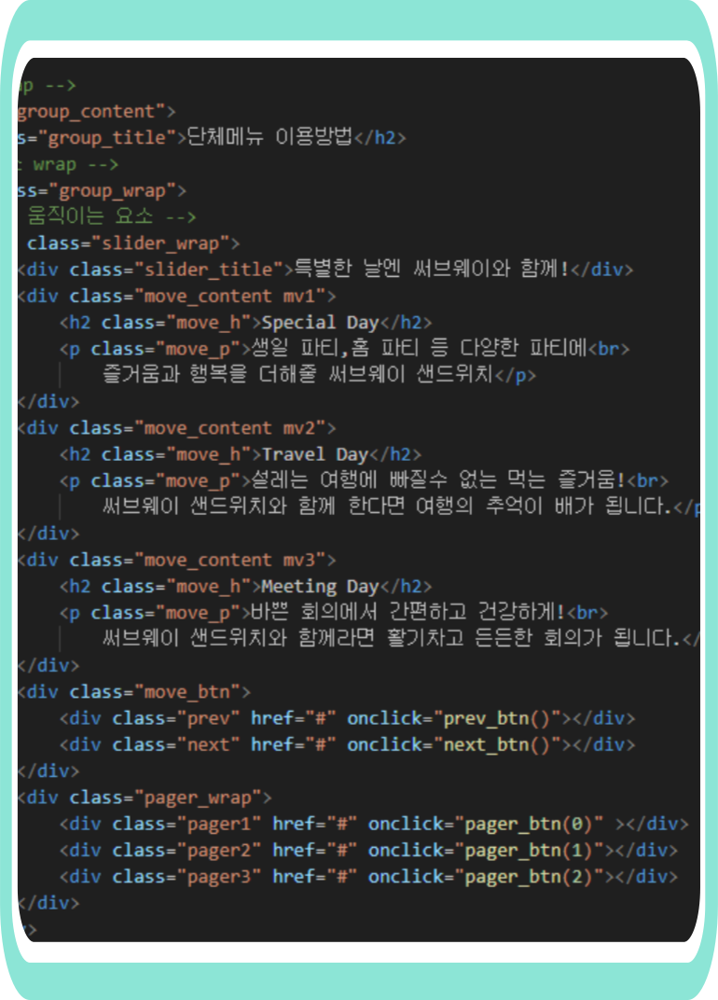 p -->
group_content">
s="group_title">단체메뉴 이용방법</h2>
wrap -->
ss="group_wrap">
움직이는 요소 -->
class="slider_wrap">
<div class="slider_title">특별한 날엔 써브웨이와 함께!</div>
<div class="move_content mv1">
<h2 class="move_h">Special Day</h2>
<p class="move_p">생일 파티,홈 파티 등 다양한 파티에<br>
즐거움과 행복을 더해줄 써브웨이 샌드위치</p>
</div>
<div class="move_content mv2">
<h2 class="move_h">Travel Day</h2>
<p class="move_p">설레는 여행에 빠질수 없는 먹는 즐거움!<br>
써브웨이 샌드위치와 함께 한다면 여행의 추억이 배가 됩니다.</p
</div>
<div class="move_content mv3">
<h2 class="move_h">Meeting Day</h2>
<p class="move_p">바쁜 회의에서 간편하고 건강하게!<br>
써브웨이 샌드위치와 함께라면 활기차고 든든한 회의가 됩니다.</
</div>
<div class="move_btn">
<div class="prev" href="#" onclick="prev_btn()"></div>
<div class="next" href="#" onclick="next_btn()"></div>
</div>
<div class="pager_wrap">
<div class="pager1" href="#" onclick="pager_btn(0)" ></div>
<div class="pager2" href="#" onclick="pager_btn(1)"></div>
<div class="pager3" href="#" onclick="pager_btn(2)"></div>
</div>
>